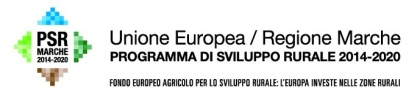 PSR
MARCHE
2014-2020
Unione Europea / Regione Marche
PROGRAMMA DI SVILUPPO RURALE 2014-2020
FONDO EUROPEO AGRICOLO PER LO SVILUPPO RURALE: L'EUROPA INVESTE NELLE ZONE RURALI